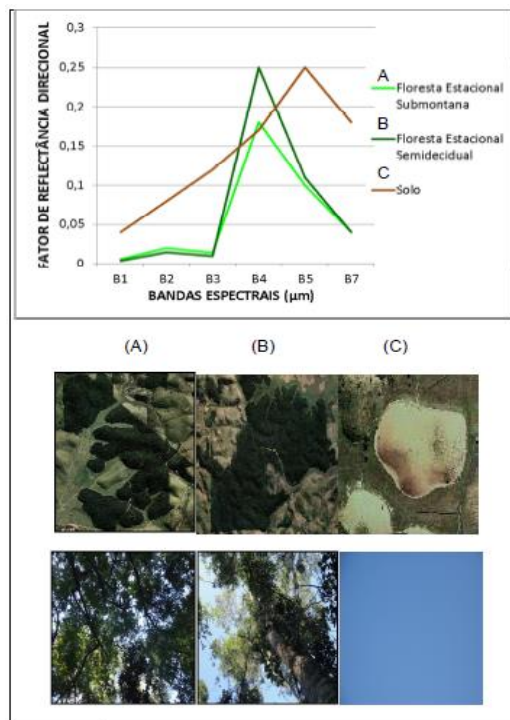 0,3
0,25
0,2
0,15
0,1
0,05
0
FATOR DE REFLECTÂNCIA DIRECIONAL
B1 B2 B3 B4 B5 B7
BANDAS ESPECTRAIS (µm)
A
Floresta Estacional
Submontana
B
Floresta Estacional
Semidecidual
C
Solo
(A) (B) (C)